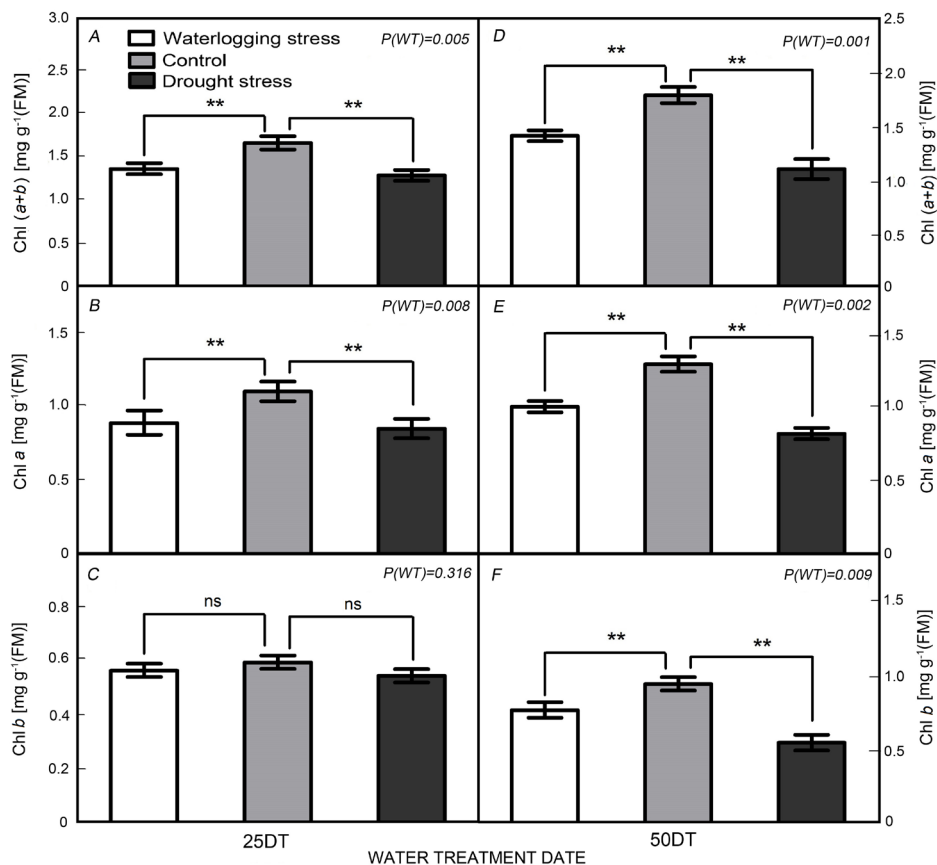 A
Waterlogging stress
Control
Drought stress
P(WT)=0.005
**
**
3.0
2.5
2.0
1.5
1.0
0.5
0
Chl (a+b) [mg g⁻¹(FM)]
D
P(WT)=0.001
**
**
2.5
2.0
1.5
1.0
0.5
0
Chl (a+b) [mg g⁻¹(FM)]
B
P(WT)=0.008
**
**
1.5
1.0
0.5
0
Chl a [mg g⁻¹(FM)]
E
P(WT)=0.002
**
**
1.5
1.0
0.5
0
Chl a [mg g⁻¹(FM)]
C
P(WT)=0.316
ns
ns
0.8
0.6
0.4
0.2
0
Chl b [mg g⁻¹(FM)]
F
P(WT)=0.009
**
**
1.5
1.0
0.5
0
Chl b [mg g⁻¹(FM)]
25DT
50DT
WATER TREATMENT DATE